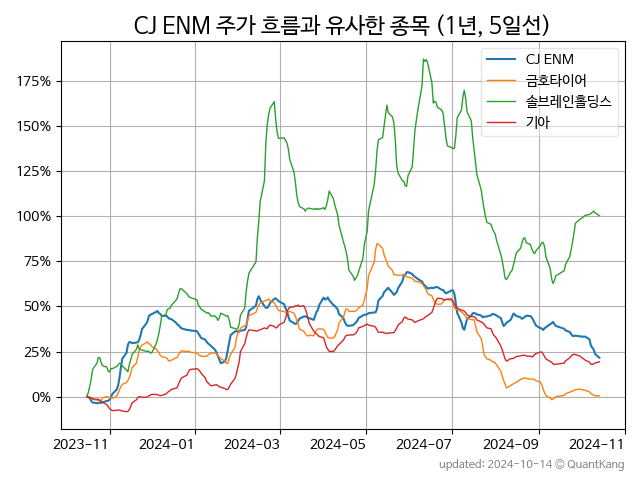 CJ ENM 주가 흐름과 유사한 종목 (1년, 5일선)
CJ ENM
금호타이어
솔브레인홀딩스
기아
175%
150%
125%
100%
75%
50%
25%
0%
2023-11 2024-01 2024-03 2024-05 2024-07 2024-09 2024-11
updated: 2024-10-14 @ QuantKang